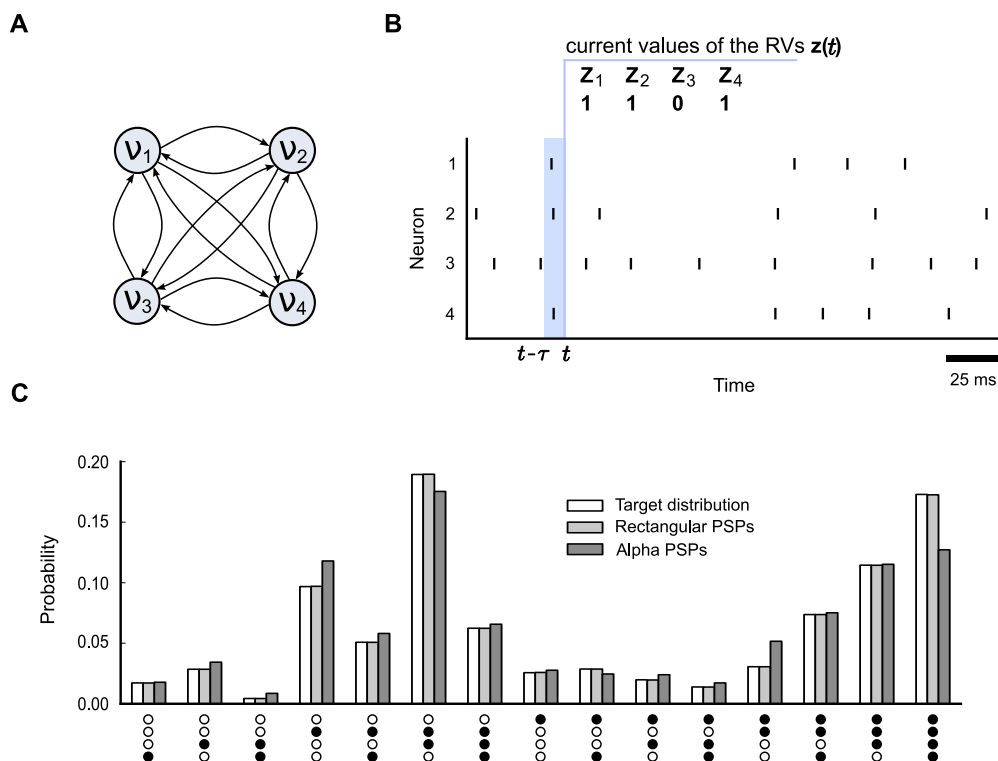 A
ν1
ν2
ν3
ν4
B
current values of the RVs z(t)
Z1 Z2 Z3 Z4
1 1 0 1
Neuron
1
2
3
4
t-τ t
Time
25 ms
C
Probability
0.20
0.15
0.10
0.05
0.00
Target distribution
Rectangular PSPs
Alpha PSPs